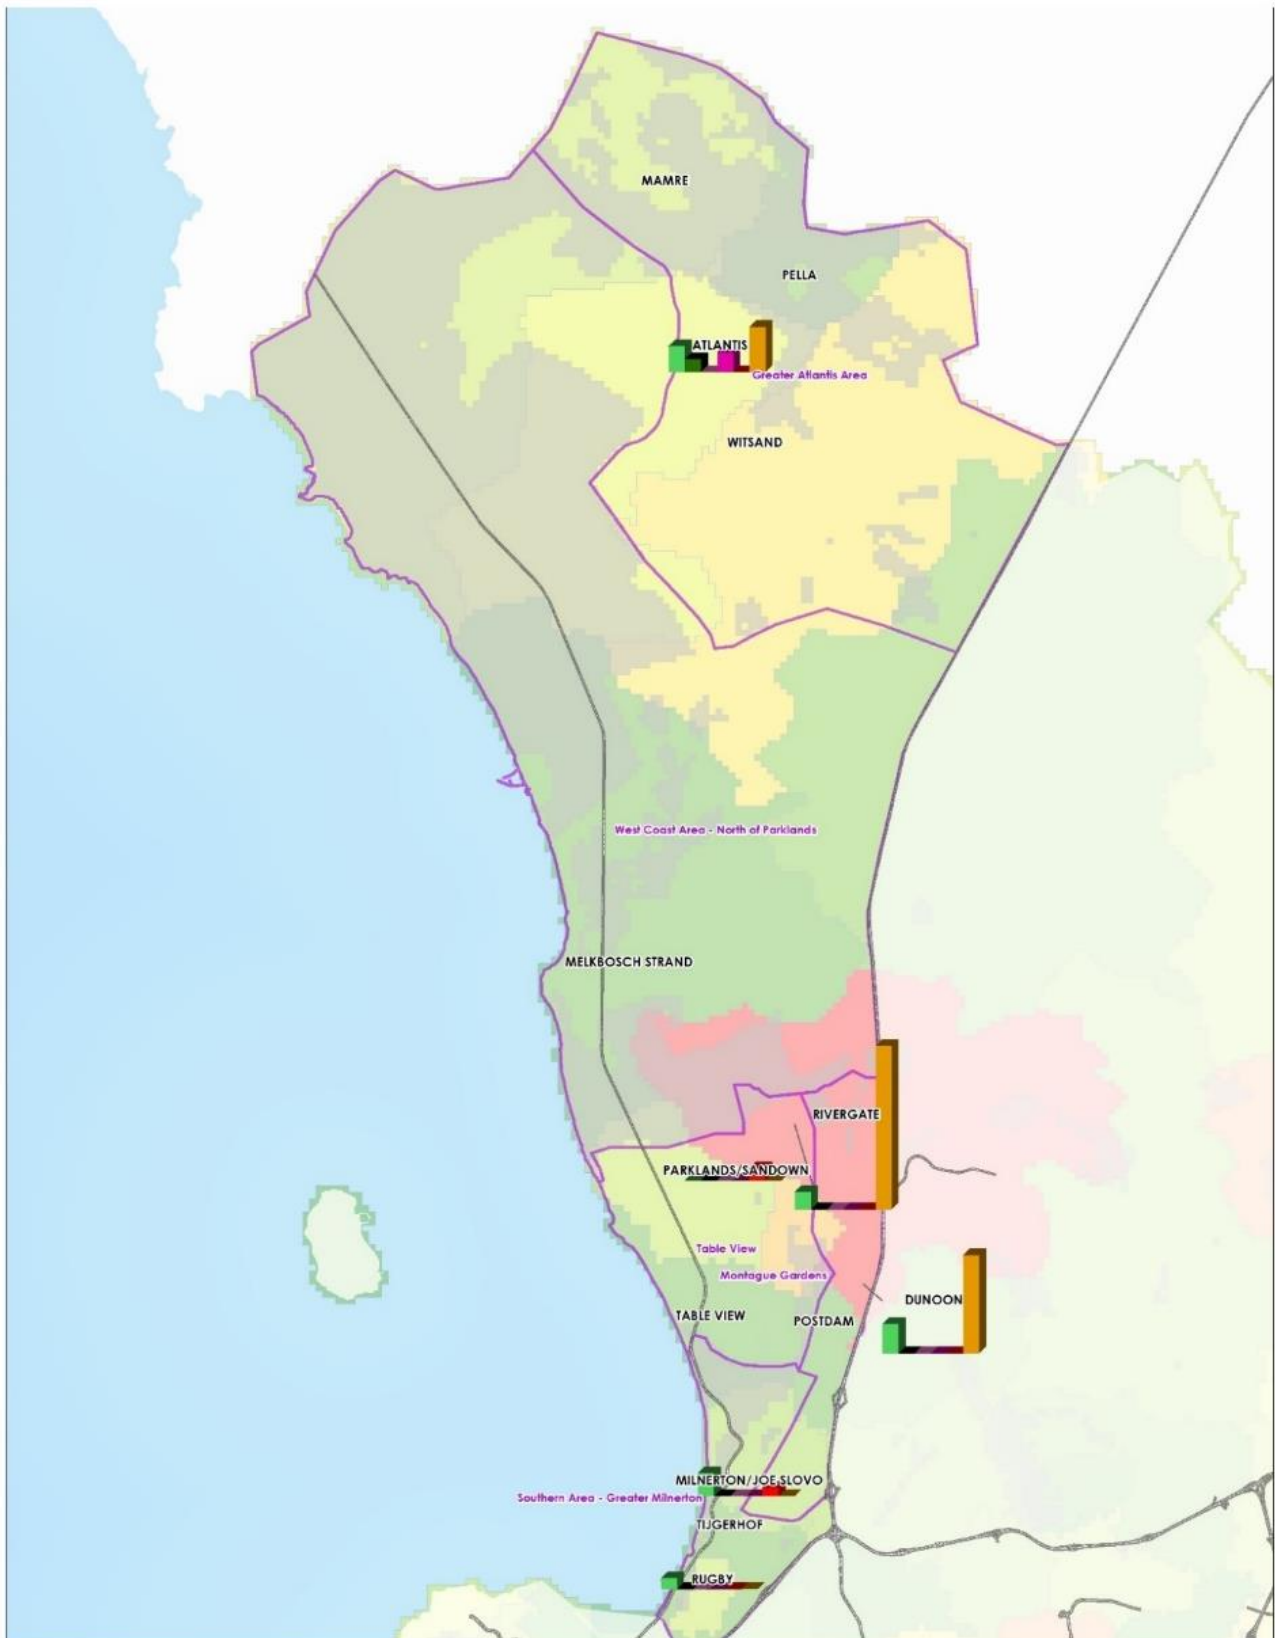 MAMRE
PELLA
ATLANTIS
Greater Atlantis Area
WITSAND
West Coast Area - North of Parklands
MELKBOSCH STRAND
RIVERGATE
PARKLANDS/SANDOWN
Table View
Montague Gardens
DUNOON
TABLE VIEW
POSTDAM
MILNERTON/JOE SLOVO
Southern Area - Greater Milnerton
TIJGERHOF
RUGBY